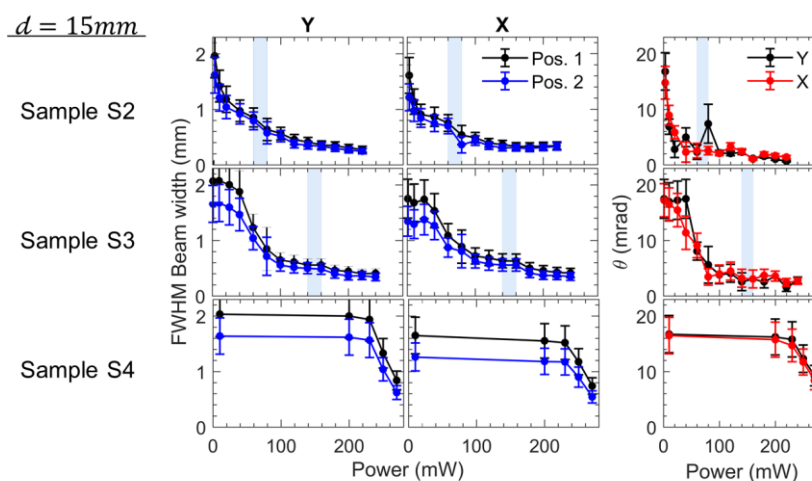 d = 15mm
Y
X
Sample S2
Sample S3
Sample S4
FWHM Beam width (mm)
2
1
0
2
1
0
2
1
0
Pos. 1
Pos. 2
0
100
200
0
100
200
Power (mW)
θ (mrad)
20
10
0
20
10
0
20
10
0
Y
X
0
100
200
Power (mW)